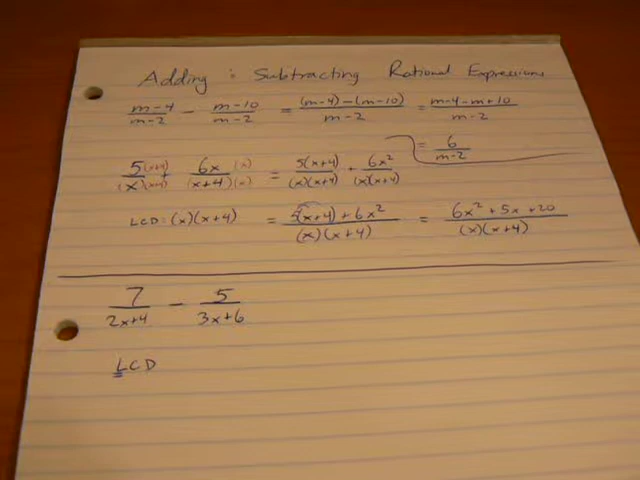 Adding : Subtracting Rational Expressions
(m-4)/(m-2) - (m-10)/(m-2) = ((m-4)-(m-10))/(m-2) = (m-4-m+10)/(m-2)
= 6/(m-2)
5(x+4)/(x)(x+4) + 6x(x)/(x+4)(x) = 5(x+4)/(x)(x+4) + 6x²/(x)(x+4)
LCD: (x)(x+4) = (5(x+4)+6x²)/(x)(x+4) = (6x²+5x+20)/(x)(x+4)
7/(2x+4) - 5/(3x+6)
LCD